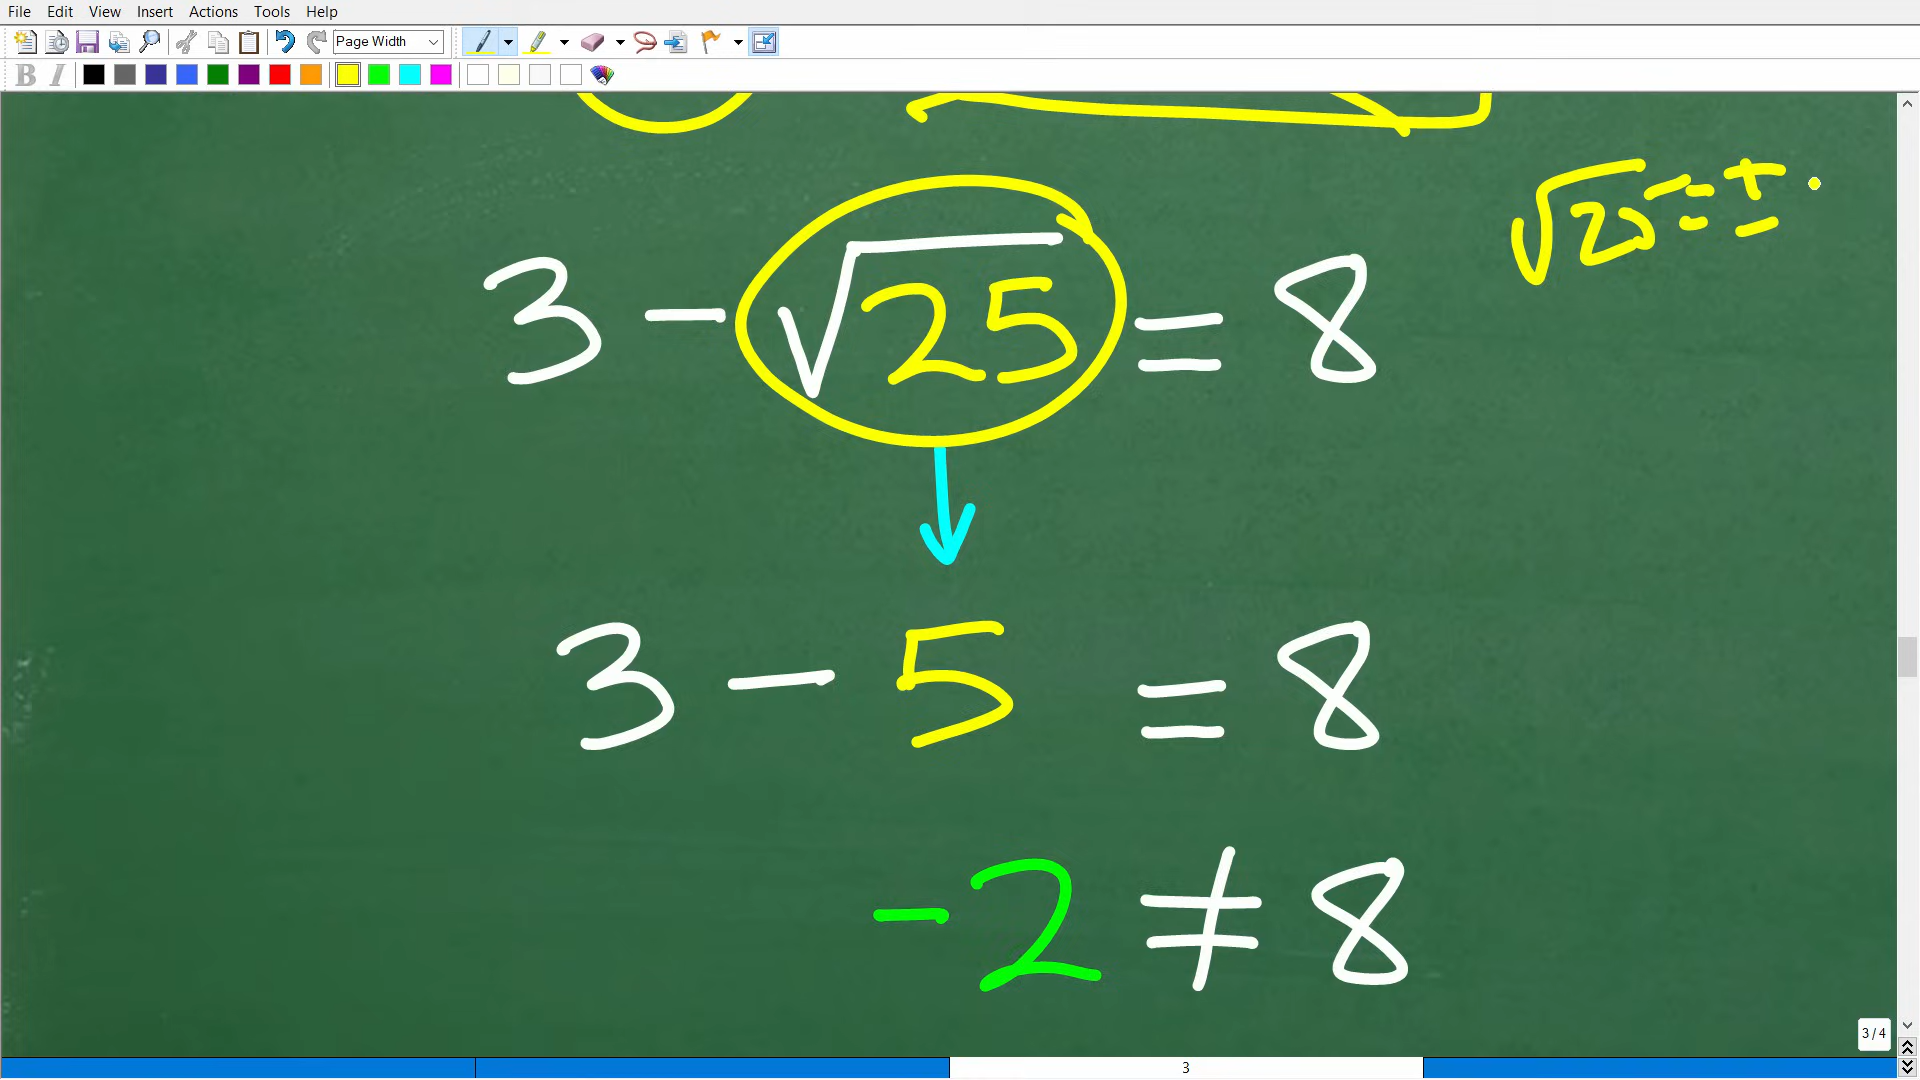 File Edit View Insert Actions Tools Help
Page Width
B I
√25 = ±
3 - √25 = 8
3 - 5 = 8
-2 ≠ 8
3 / 4
3